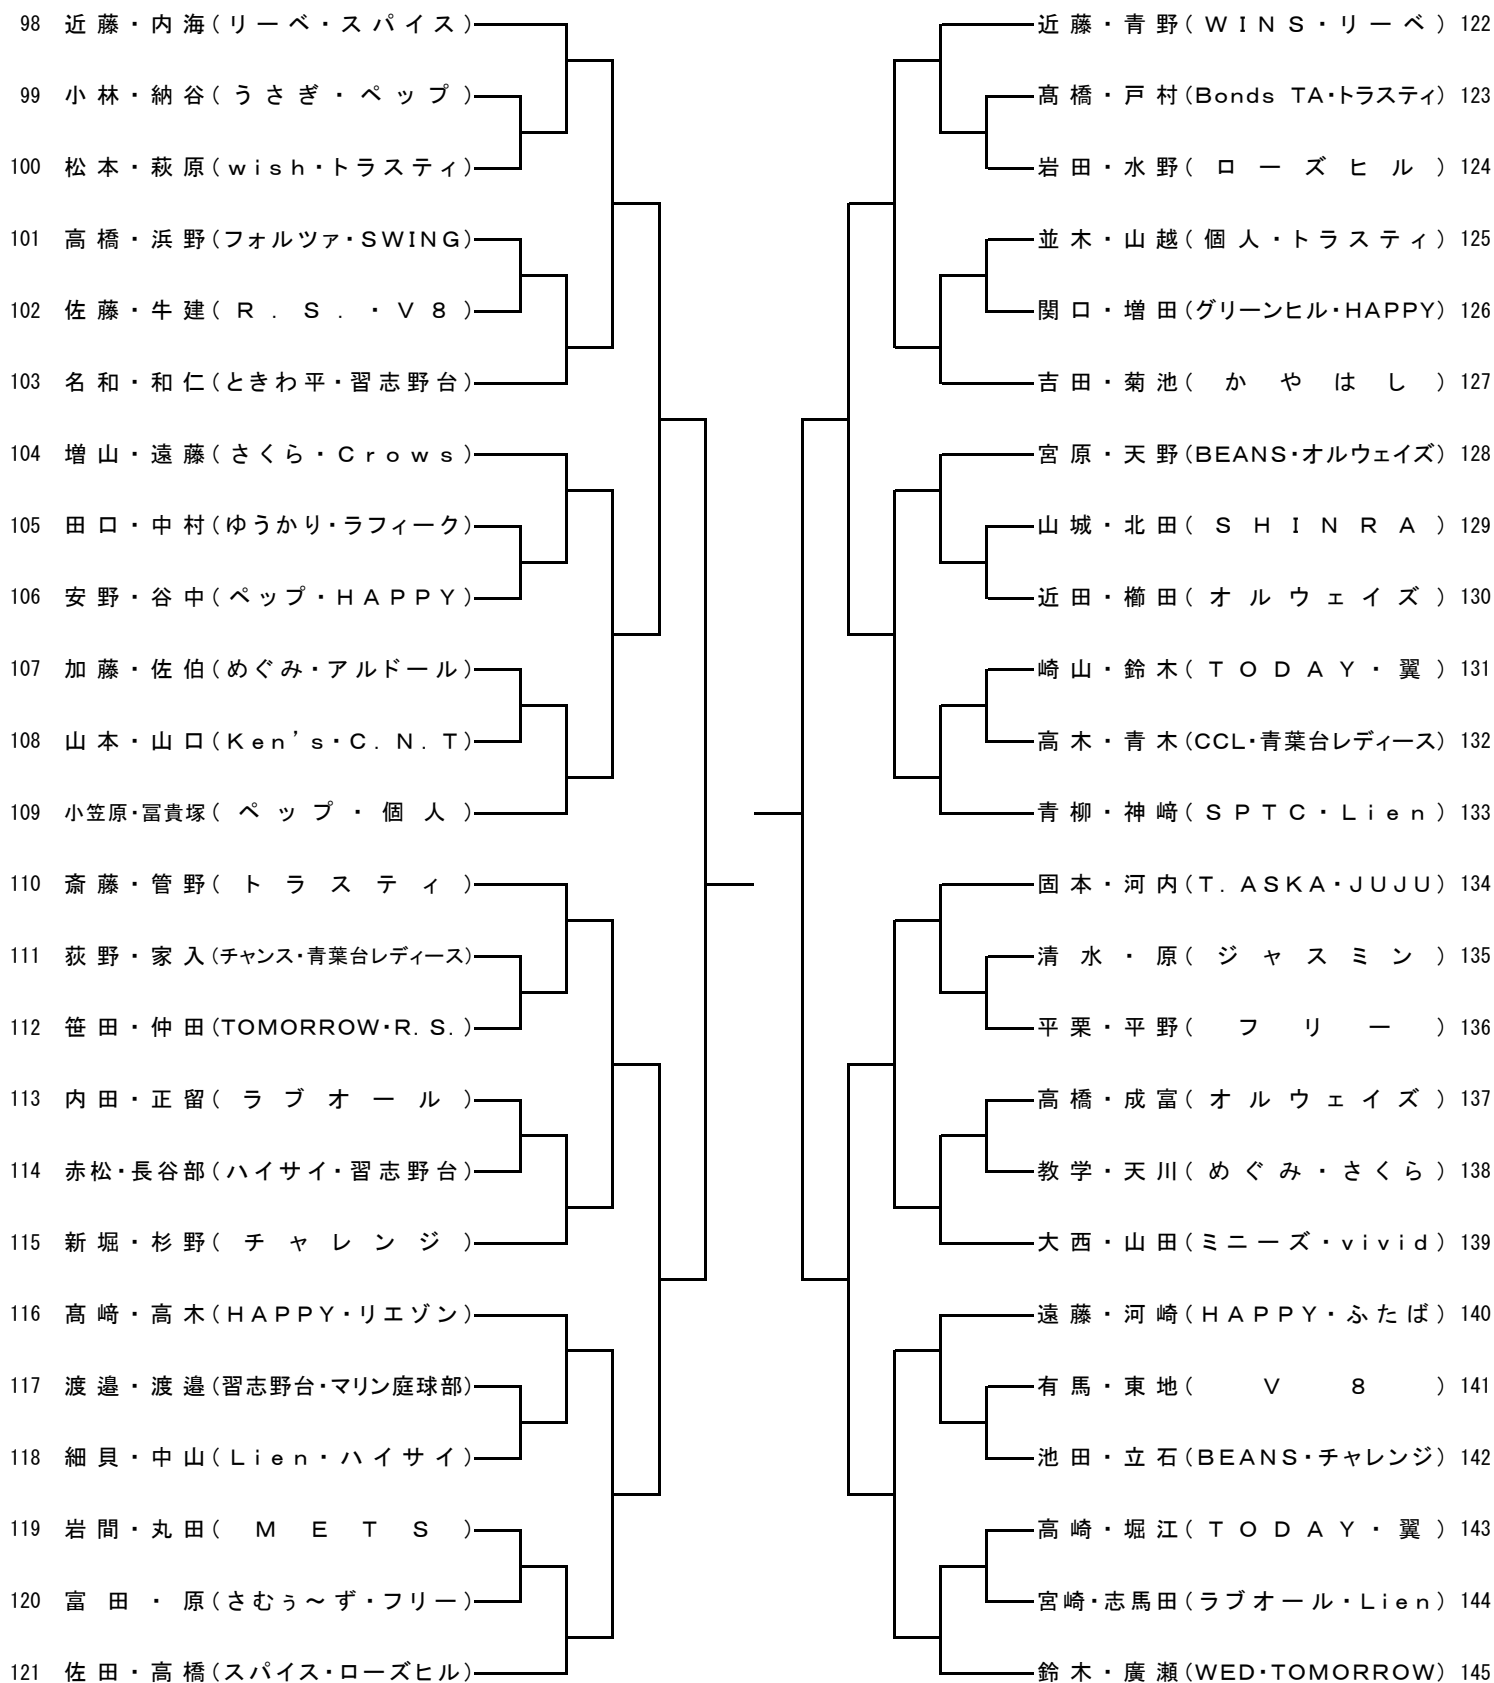 98 近藤・内海(リーベ・スパイス)
99 小林・納谷(うさぎ・ペップ)
100 松本・萩原(wish・トラスティ)
101 高橋・浜野(フォルツァ・SWING)
102 佐藤・牛建(R.S.・V8)
103 名和・和仁(ときわ平・習志野台)
104 増山・遠藤(さくら・Crows)
105 田口・中村(ゆうかり・ラフィーク)
106 安野・谷中(ペップ・HAPPY)
107 加藤・佐伯(めぐみ・アルドール)
108 山本・山口(Ken's・C.N.T)
109 小笠原・冨貴塚(ペップ・個人)
110 斎藤・管野(トラスティ)
111 荻野・家入(チャンス・青葉台レディース)
112 笹田・仲田(TOMORROW・R.S.)
113 内田・正留(ラブオール)
114 赤松・長谷部(ハイサイ・習志野台)
115 新堀・杉野(チャレンジ)
116 髙﨑・高木(HAPPY・リエゾン)
117 渡邉・渡邉(習志野台・マリン庭球部)
118 細貝・中山(Lien・ハイサイ)
119 岩間・丸田(METS)
120 富田・原(さむぅ～ず・フリー)
121 佐田・高橋(スパイス・ローズヒル)
近藤・青野(WINS・リーベ) 122
髙橋・戸村(Bonds TA・トラスティ) 123
岩田・水野(ローズヒル) 124
並木・山越(個人・トラスティ) 125
関口・増田(グリーンヒル・HAPPY) 126
吉田・菊池(かやはし) 127
宮原・天野(BEANS・オルウェイズ) 128
山城・北田(SHINRA) 129
近田・櫛田(オルウェイズ) 130
崎山・鈴木(TODAY・翼) 131
高木・青木(CCL・青葉台レディース) 132
青柳・神﨑(SPTC・Lien) 133
固本・河内(T.ASKA・JUJU) 134
清水・原(ジャスミン) 135
平栗・平野(フリー) 136
高橋・成富(オルウェイズ) 137
教学・天川(めぐみ・さくら) 138
大西・山田(ミニーズ・vivid) 139
遠藤・河崎(HAPPY・ふたば) 140
有馬・東地(V8) 141
池田・立石(BEANS・チャレンジ) 142
高崎・堀江(TODAY・翼) 143
宮崎・志馬田(ラブオール・Lien) 144
鈴木・廣瀬(WED・TOMORROW) 145